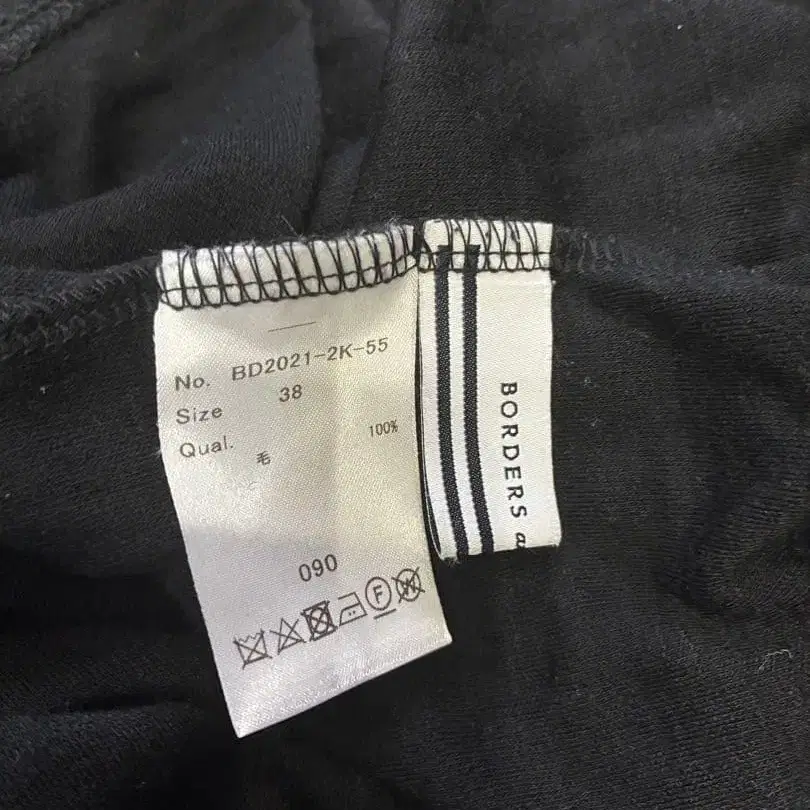 No. BD2021-2K-55
Size 38
Qual.
毛 100%
090
BORDERS a